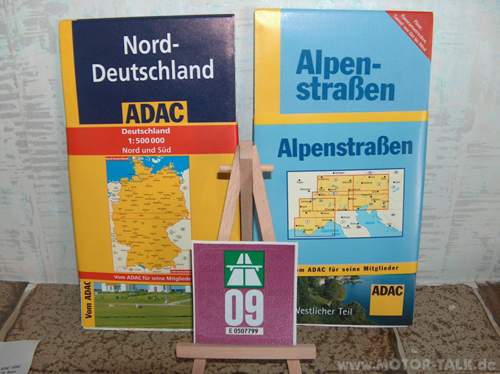 Nord-
Deutschland
ADAC
Deutschland
1:500 000
Nord und Süd
Vom ADAC für seine Mitglieder
Vom ADAC
Alpen-
straßen
Alpenstraßen
Vom ADAC für seine Mitglieder
ADAC
Westlicher Teil
09
E 0507799
www.MOTOR-TALK.de